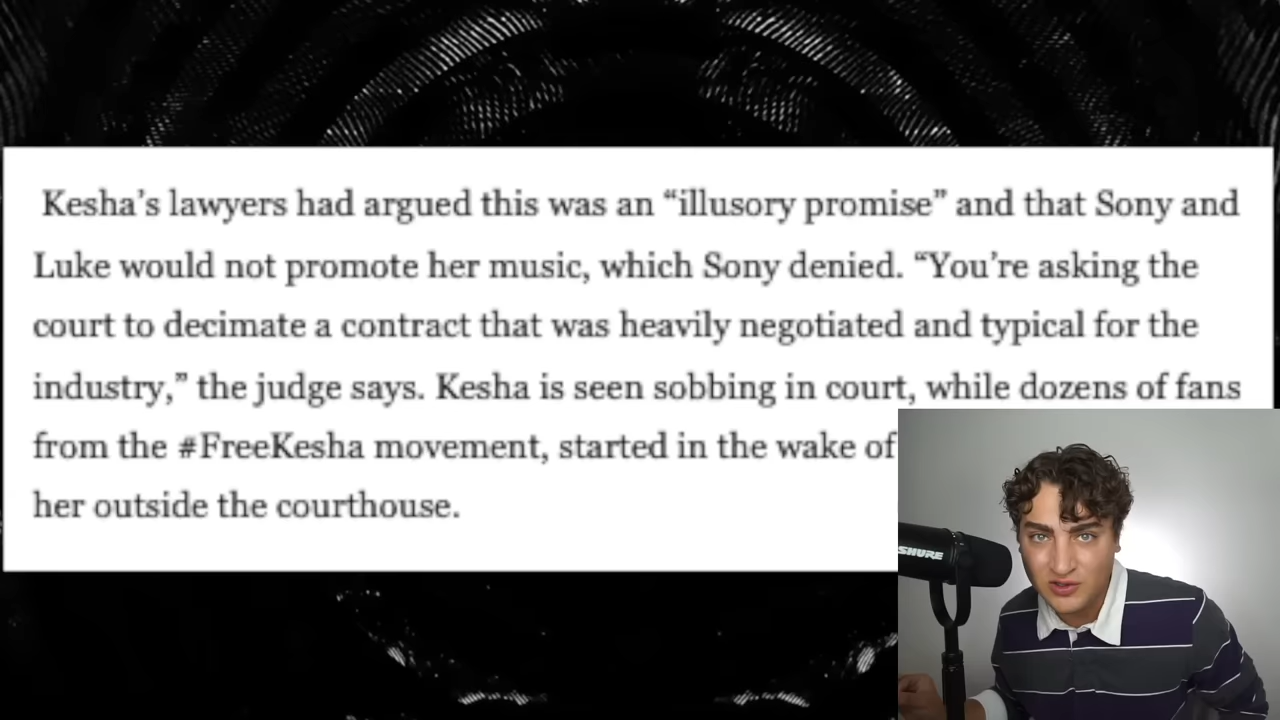 Kesha’s lawyers had argued this was an “illusory promise” and that Sony and
Luke would not promote her music, which Sony denied. “You’re asking the
court to decimate a contract that was heavily negotiated and typical for the
industry,” the judge says. Kesha is seen sobbing in court, while dozens of fans
from the #FreeKesha movement, started in the wake of
her outside the courthouse.
SHURE